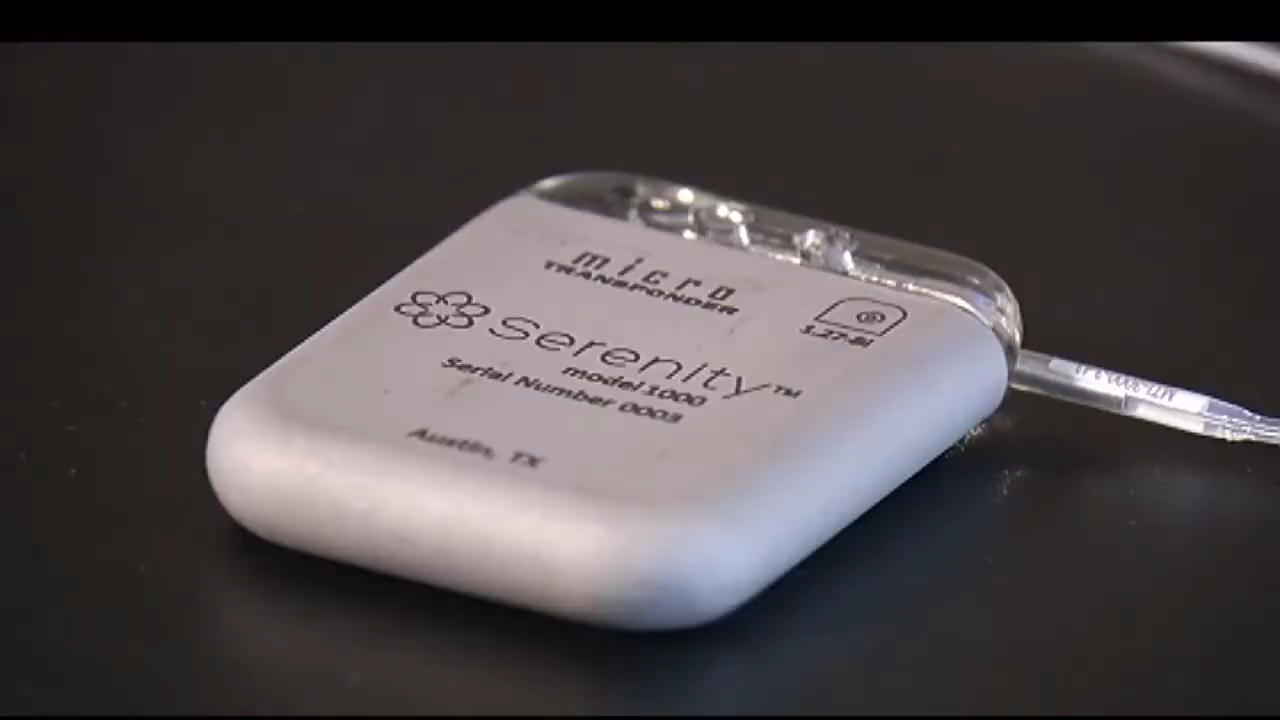 micro
TRANSPONDER
Serenity™
model 1000
Serial Number 0003
Austin, TX